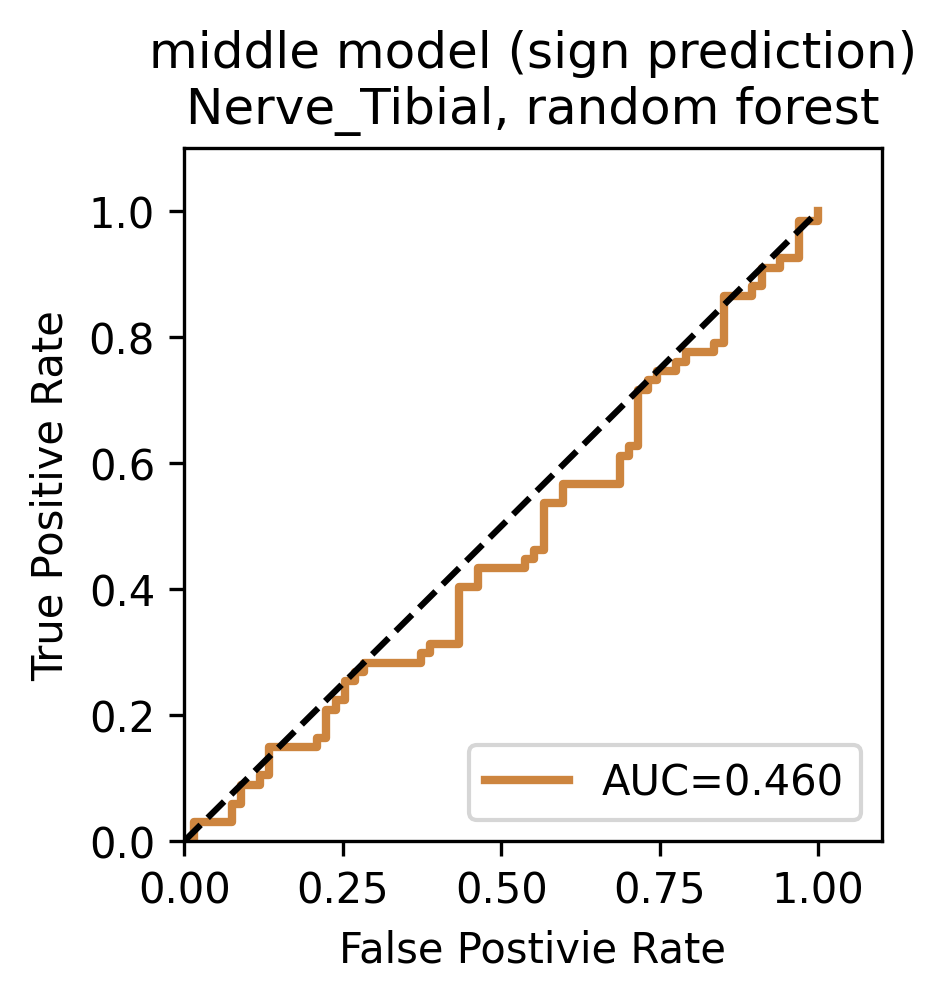 middle model (sign prediction)
Nerve_Tibial, random forest
1.0
0.8
0.6
0.4
0.2
0.0
True Positive Rate
AUC=0.460
0.00 0.25 0.50 0.75 1.00
False Postivie Rate